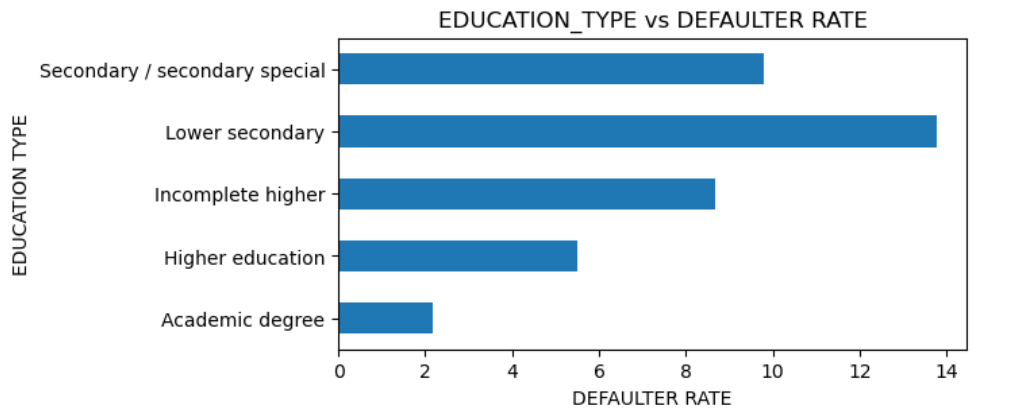 EDUCATION_TYPE vs DEFAULTER RATE
EDUCATION TYPE
Secondary / secondary special
Lower secondary
Incomplete higher
Higher education
Academic degree
0 2 4 6 8 10 12 14
DEFAULTER RATE